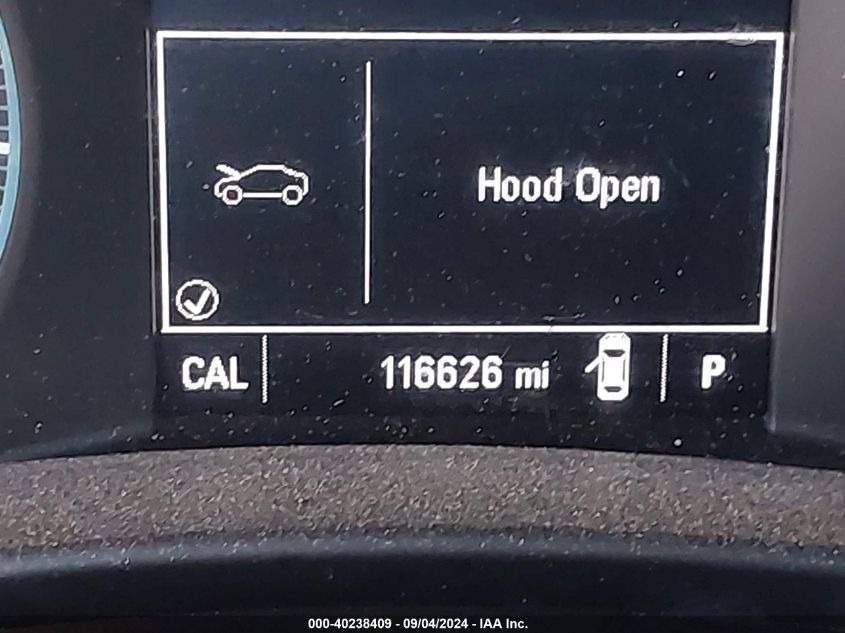 Hood Open
CAL 116626 mi P
000-40238409 - 09/04/2024 - IAA Inc.